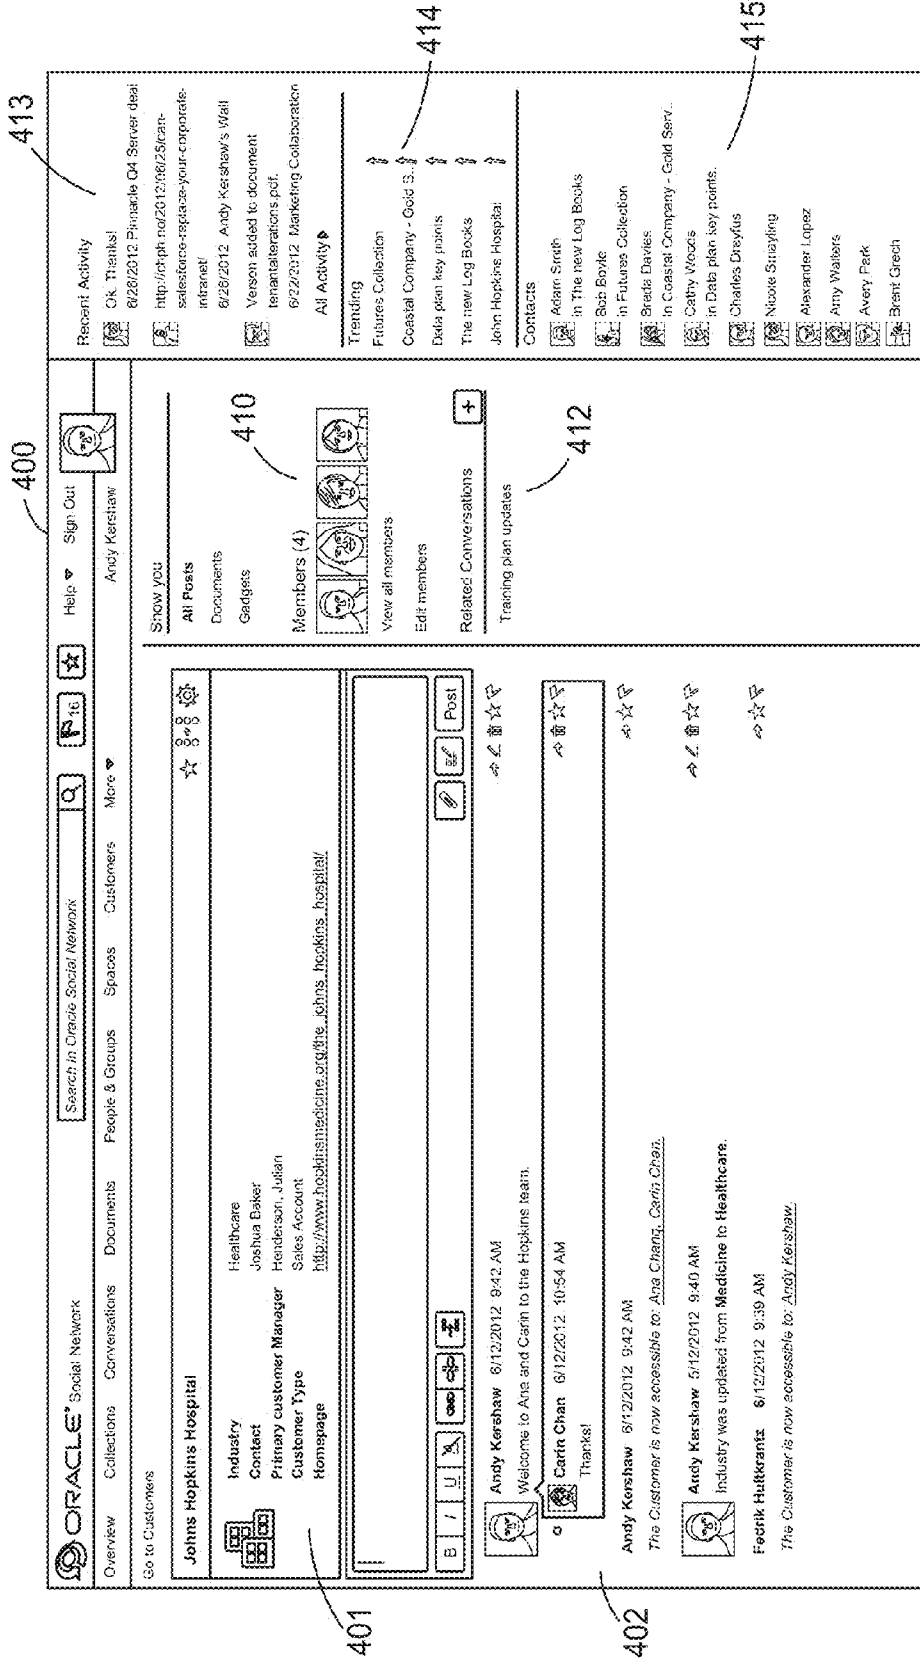 400
ORACLE® Social Network
Search in Oracle Social Network
16
Help
Sign Out
Overview
Collections
Conversations
Documents
People & Groups
Spaces
Customers
More
Andy Kershaw
Go to Customers
Johns Hopkins Hospital
Industry Healthcare
Contact Joshua Baker
Primary customer Manager Henderson, Julian
Customer Type Sales Account
Homepage http://www.hopkinsmedicine.org/the_johns_hopkins_hospital/
401
B I U A
Post
Andy Kershaw 6/12/2012 9:42 AM
Welcome to Ana and Carin to the Hopkins team.
Carin Chan 6/12/2012 10:54 AM
Thanks!
402
Andy Kershaw 6/12/2012 9:42 AM
The Customer is now accessible to: Ana Chang, Carin Chan.
Andy Kershaw 5/12/2012 9:40 AM
Industry was updated from Medicine to Healthcare.
Fedrik Hultkrantz 6/12/2012 9:39 AM
The Customer is now accessible to: Andy Kershaw.
Show you
All Posts
Documents
Gadgets
Members (4)
410
View all members
Edit members
Related Conversations
+
Training plan updates
412
413
Recent Activity
Ok. Thanks!
6/28/2012 Pinnacle Q4 Server deal
http://chph.no/2012/06/25/can-
salesforce-replace-your-corporate-
intranet/
6/28/2012 Andy Kershaw's Wall
Verson added to document
tenantalterations.pdf.
6/22/2012 Marketing Collaboration
All Activity
Trending
Futures Collection
Coastal Company - Gold S...
Data plan key points
The new Log Books
John Hopkins Hospital
414
Contacts
Adam Smith
in The new Log Books
Bob Boyle
in Futures Collection
Breda Davies
in Coastal Company - Gold Serv...
Cathy Woods
in Data plan key points.
Charles Dreyfus
Nicole Smayling
Alexander Lopez
Amy Walters
Avery Park
Brent Grech
415